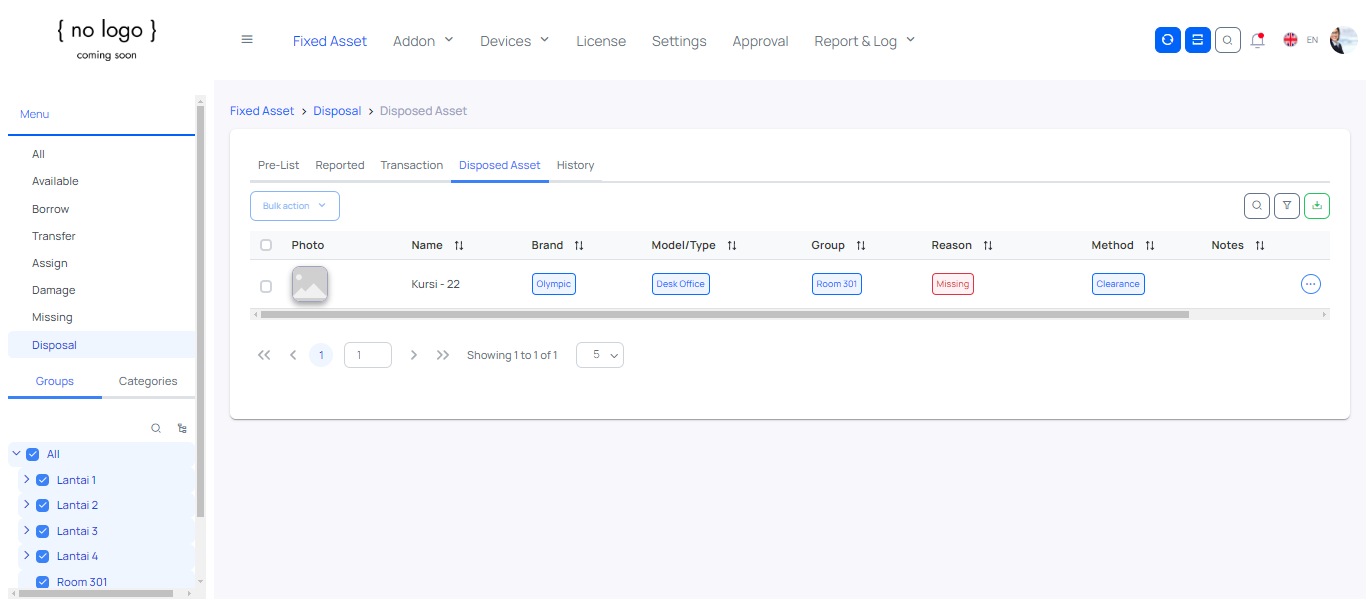 { no logo }
coming soon
Fixed Asset Addon Devices License Settings Approval Report & Log EN
Menu
All
Available
Borrow
Transfer
Assign
Damage
Missing
Disposal
Groups Categories
All
Lantai 1
Lantai 2
Lantai 3
Lantai 4
Room 301
Fixed Asset > Disposal > Disposed Asset
Pre-List Reported Transaction Disposed Asset History
Bulk action
Photo Name Brand Model/Type Group Reason Method Notes
Kursi - 22 Olympic Desk Office Room 301 Missing Clearance
1 1 Showing 1 to 1 of 1 5